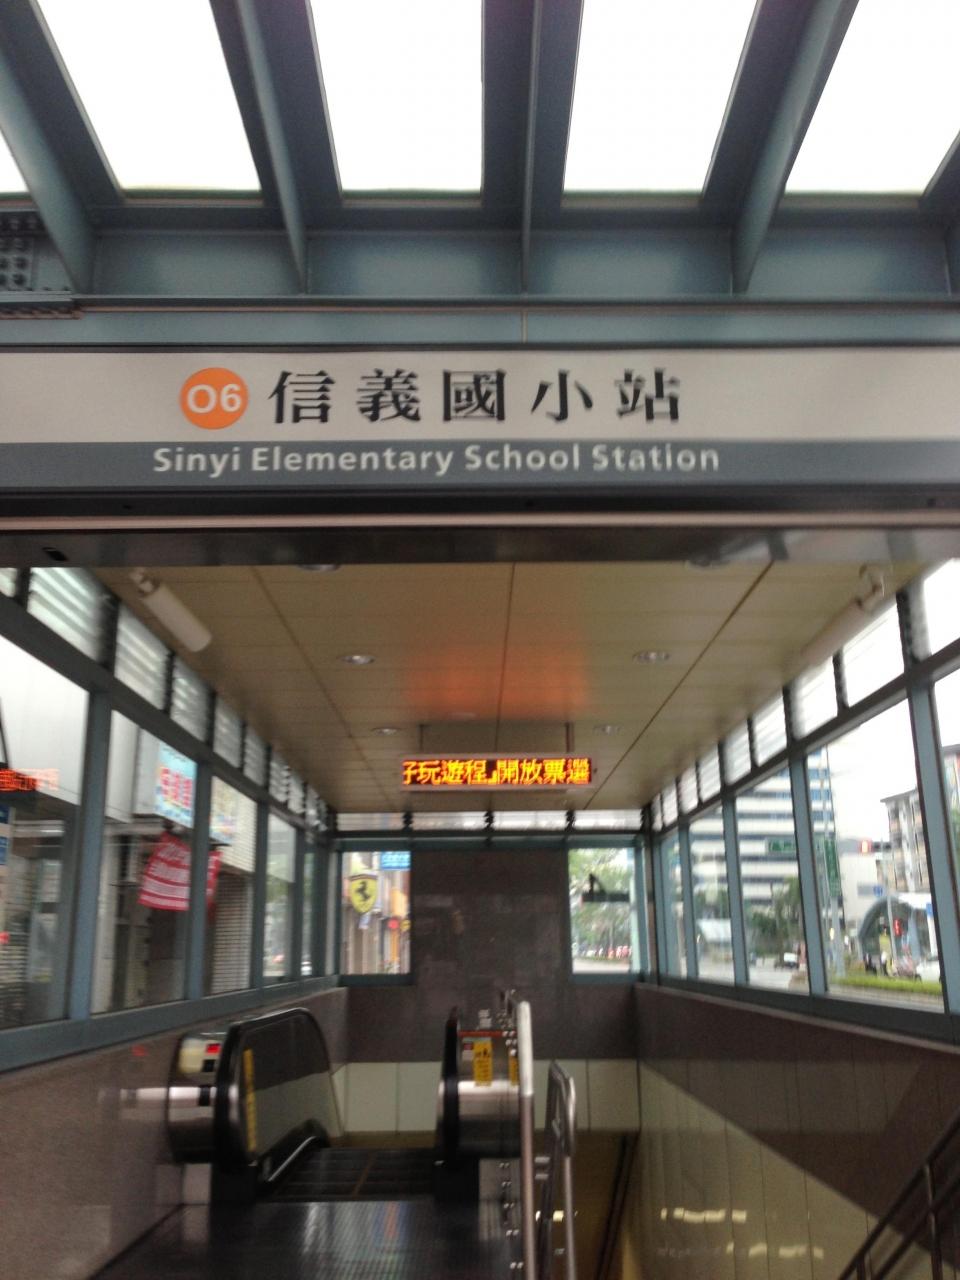 O6 信義國小站
Sinyi Elementary School Station
子玩遊程』開放票選